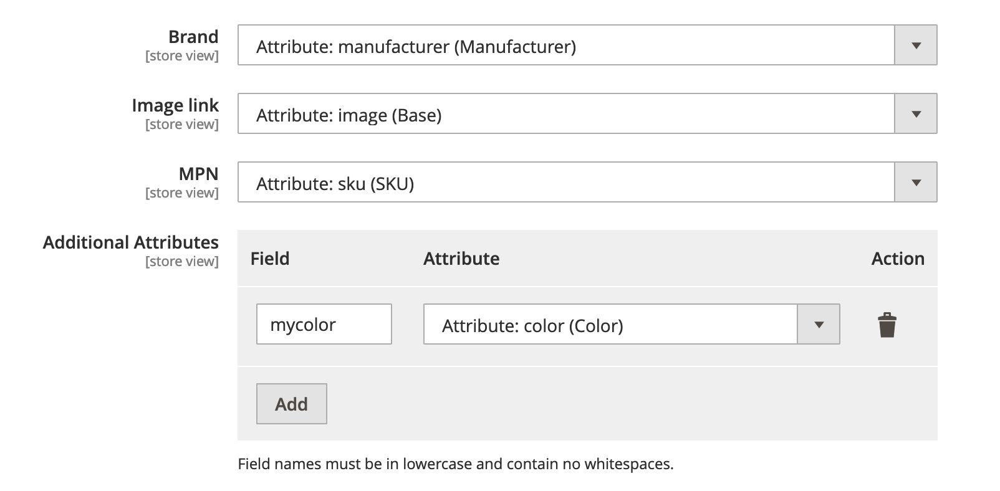 Brand
[store view]
Attribute: manufacturer (Manufacturer)
Image link
[store view]
Attribute: image (Base)
MPN
[store view]
Attribute: sku (SKU)
Additional Attributes
[store view]
Field Attribute Action
mycolor Attribute: color (Color)
Add
Field names must be in lowercase and contain no whitespaces.